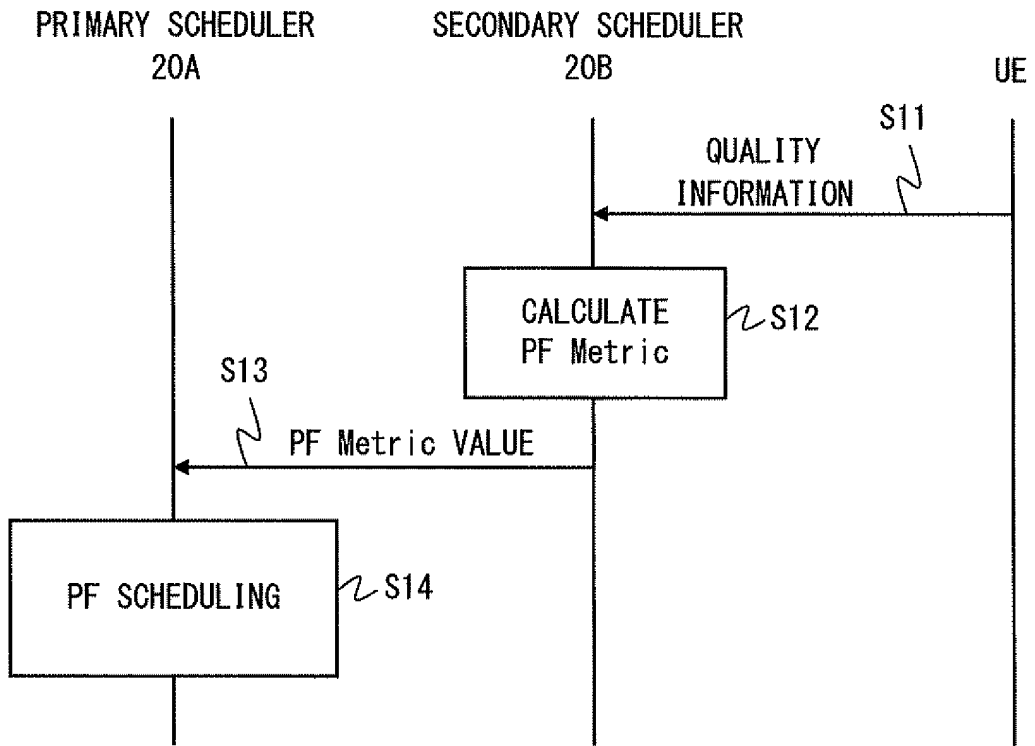 PRIMARY SCHEDULER
20A
SECONDARY SCHEDULER
20B
UE
S11
QUALITY
INFORMATION
CALCULATE
PF Metric
S12
S13
PF Metric VALUE
PF SCHEDULING
S14